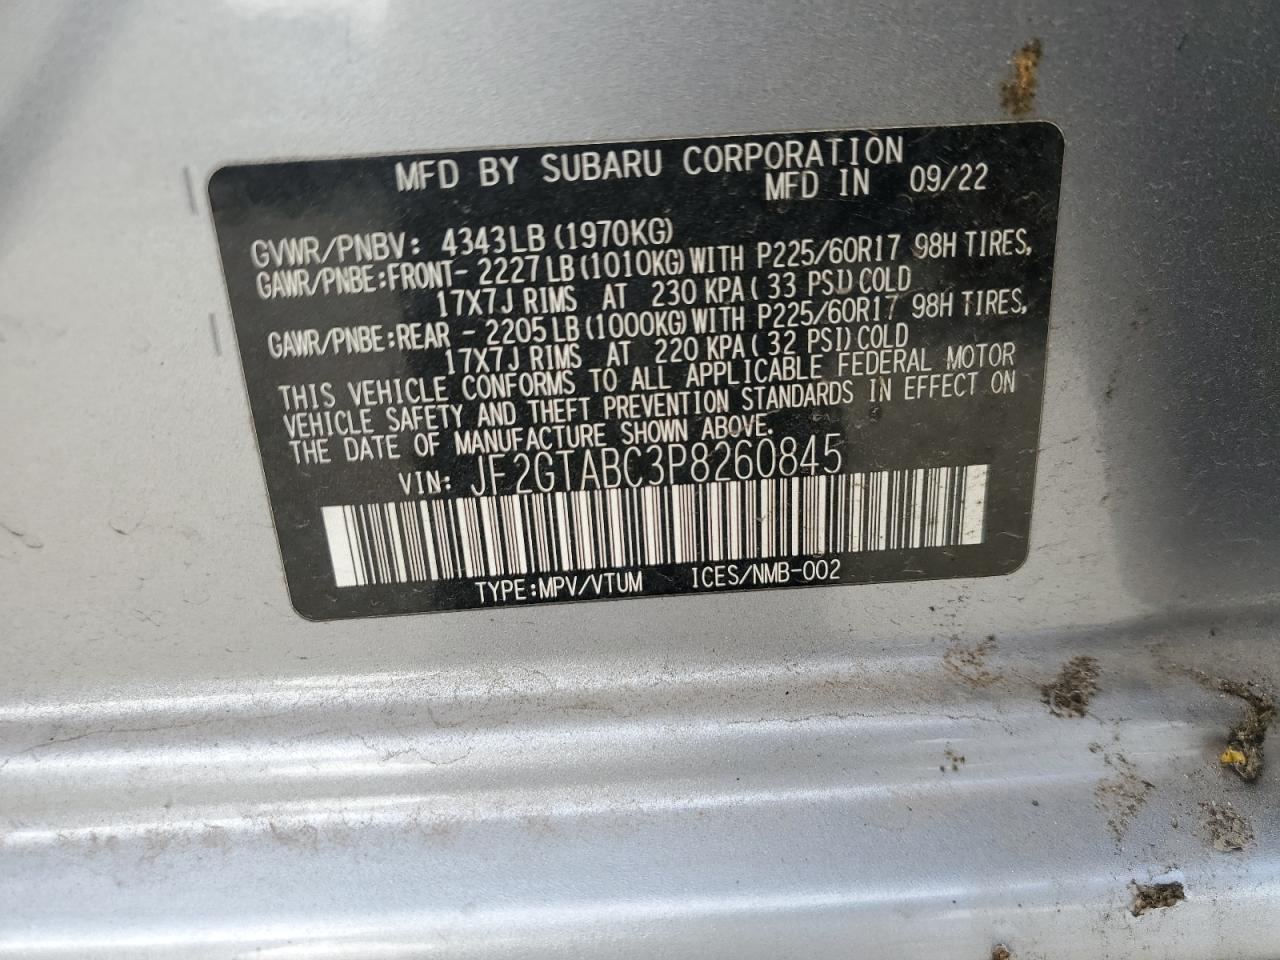 MFD BY SUBARU CORPORATION
MFD IN 09/22
GVWR/PNBV: 4343LB(1970KG)
GAWR/PNBE:FRONT- 2227LB(1010KG)WITH P225/60R17 98H TIRES,
17X7J RIMS AT 230 KPA( 33 PSI)COLD
GAWR/PNBE:REAR - 2205LB(1000KG)WITH P225/60R17 98H TIRES,
17X7J RIMS AT 220 KPA( 32 PSI)COLD
THIS VEHICLE CONFORMS TO ALL APPLICABLE FEDERAL MOTOR
VEHICLE SAFETY AND THEFT PREVENTION STANDARDS IN EFFECT ON
THE DATE OF MANUFACTURE SHOWN ABOVE.
VIN: JF2GTABC3P8260845
TYPE:MPV/VTUM ICES/NMB-002